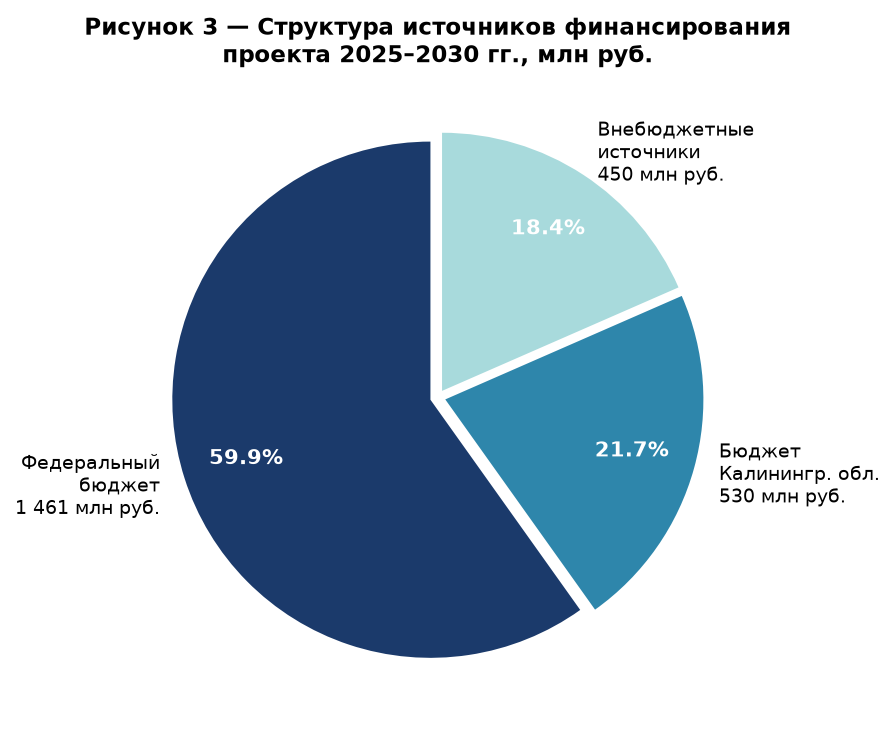 Рисунок 3 — Структура источников финансирования
проекта 2025–2030 гг., млн руб.
Внебюджетные
источники
450 млн руб.
18.4%
59.9%
21.7%
Федеральный
бюджет
1 461 млн руб.
Бюджет
Калинингр. обл.
530 млн руб.